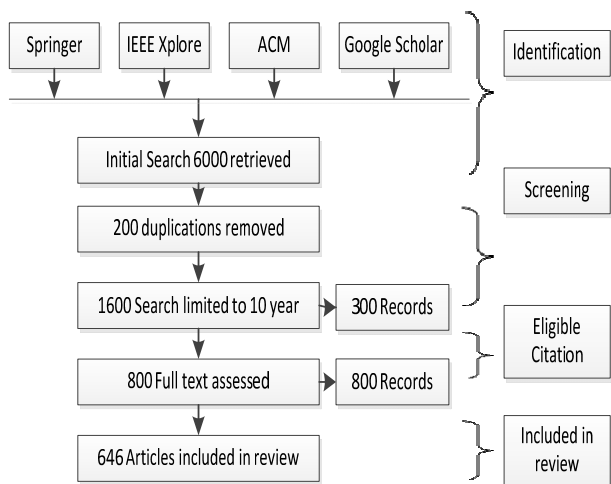 Springer
IEEE Xplore
ACM
Google Scholar
Identification
Initial Search 6000 retrieved
Screening
200 duplications removed
1600 Search limited to 10 year
300 Records
Eligible
Citation
800 Full text assessed
800 Records
646 Articles included in review
Included in
review